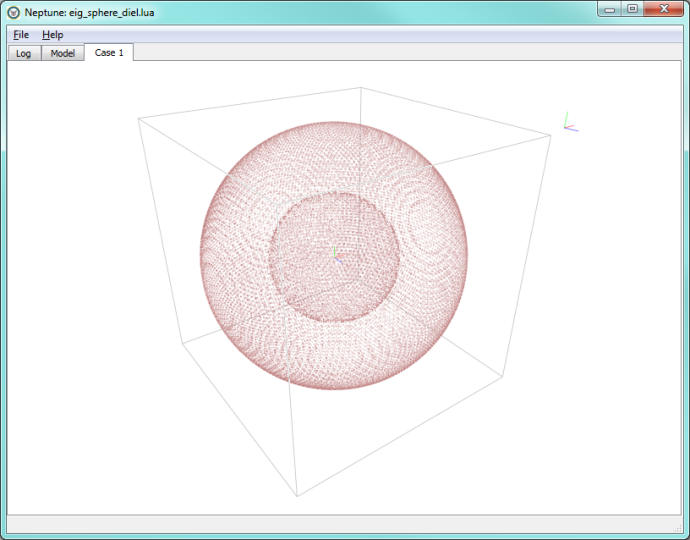 Neptune: eig_sphere_diel.lua
File Help
Log Model Case 1